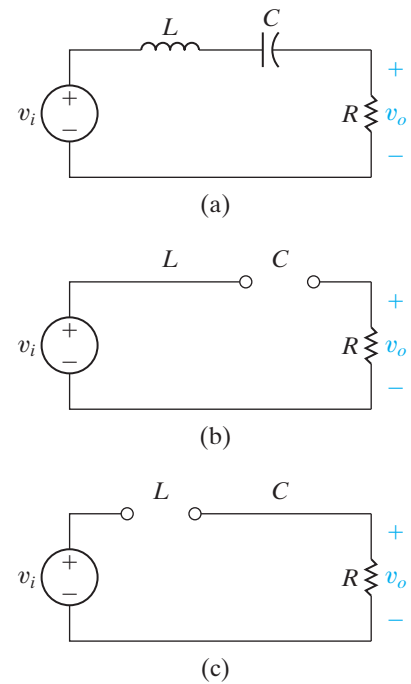 L C
+
v_i + − R v_o
−
(a)
L C
+
v_i + − R v_o
−
(b)
L C
+
v_i + − R v_o
−
(c)